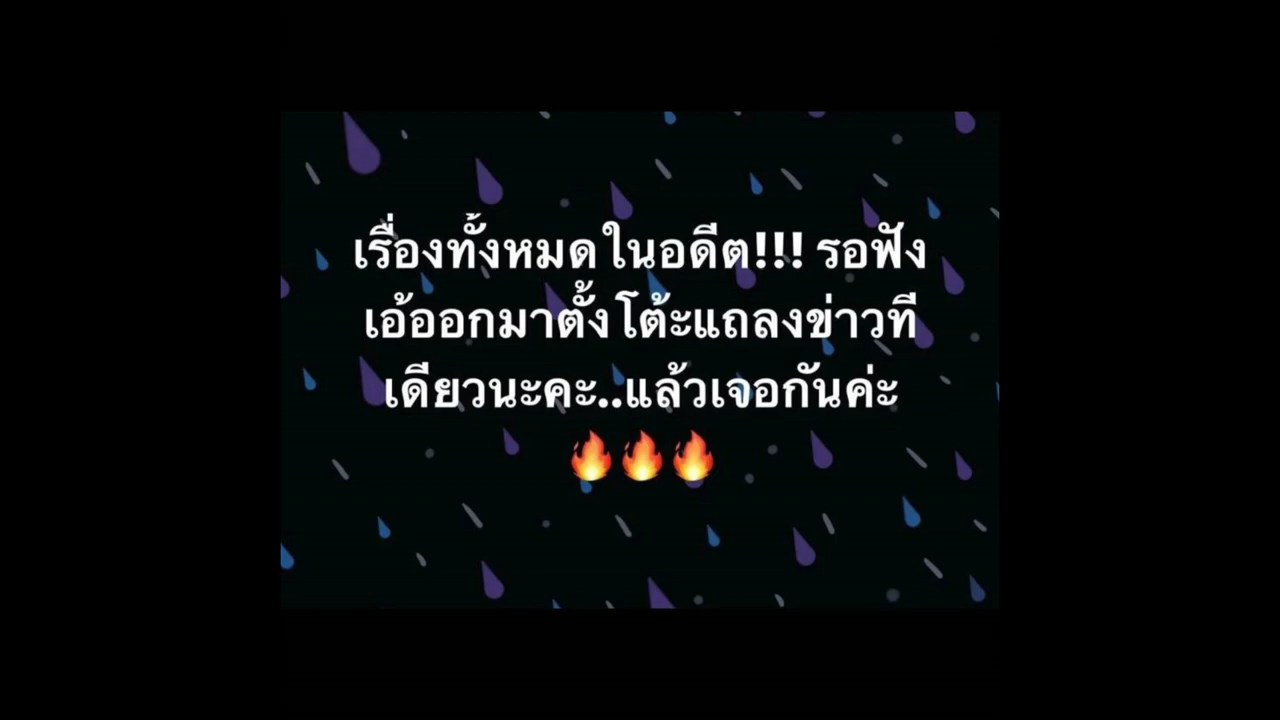 เรื่องทั้งหมดในอดีต!!! รอฟัง
เอ้ออกมาตั้งโต๊ะแถลงข่าวที
เดียวนะคะ..แล้วเจอกันค่ะ
🔥🔥🔥